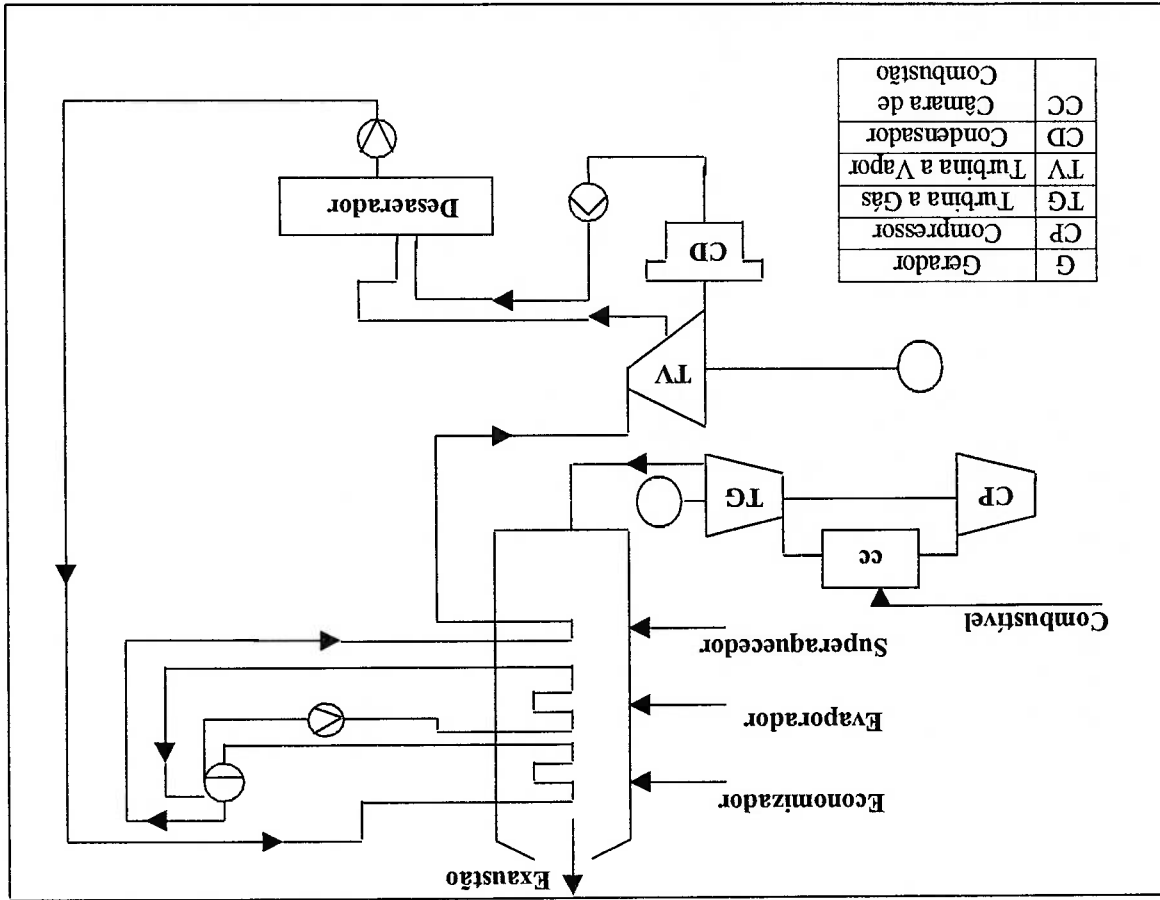 Exaustão
Economizador
Evaporador
Superaquecedor
Combustível
cc
CP
TG
TV
CD
Desaerador
G Gerador
CP Compressor
TG Turbina a Gás
TV Turbina a Vapor
CD Condensador
CC Câmara de
Combustão